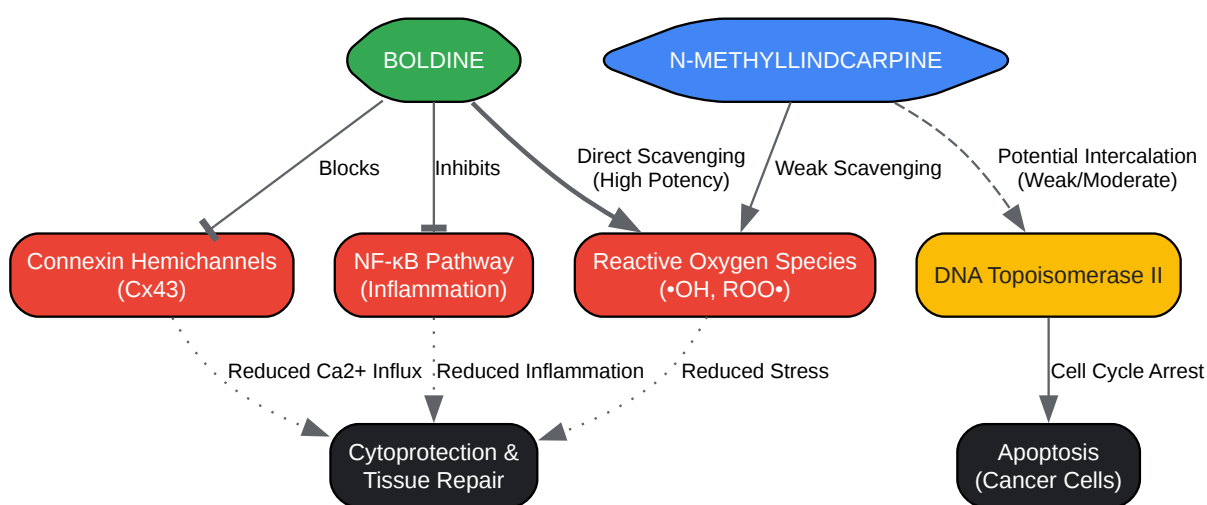 BOLDINE
N-METHYLLINDCARPINE
Blocks
Inhibits
Direct Scavenging
(High Potency)
Weak Scavenging
Potential Intercalation
(Weak/Moderate)
Connexin Hemichannels
(Cx43)
NF-κB Pathway
(Inflammation)
Reactive Oxygen Species
(•OH, ROO•)
DNA Topoisomerase II
Reduced Ca2+ Influx
Reduced Inflammation
Reduced Stress
Cell Cycle Arrest
Cytoprotection &
Tissue Repair
Apoptosis
(Cancer Cells)